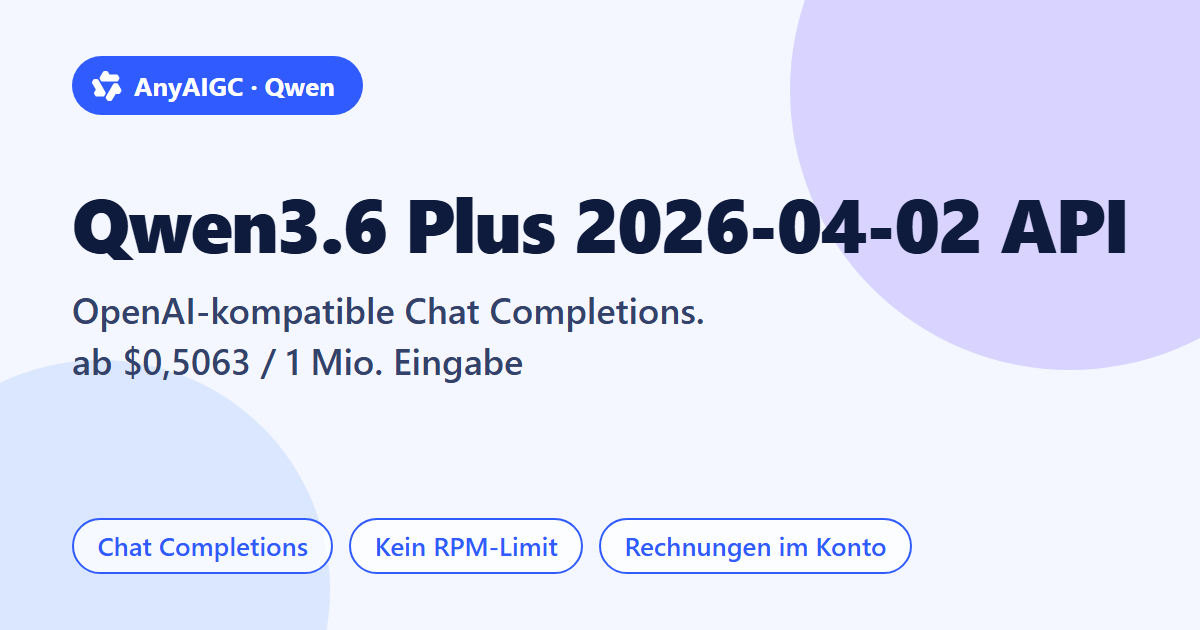 AnyAIGC · Qwen
Qwen3.6 Plus 2026-04-02 API
OpenAI-kompatible Chat Completions.
ab $0,5063 / 1 Mio. Eingabe
Chat Completions
Kein RPM-Limit
Rechnungen im Konto